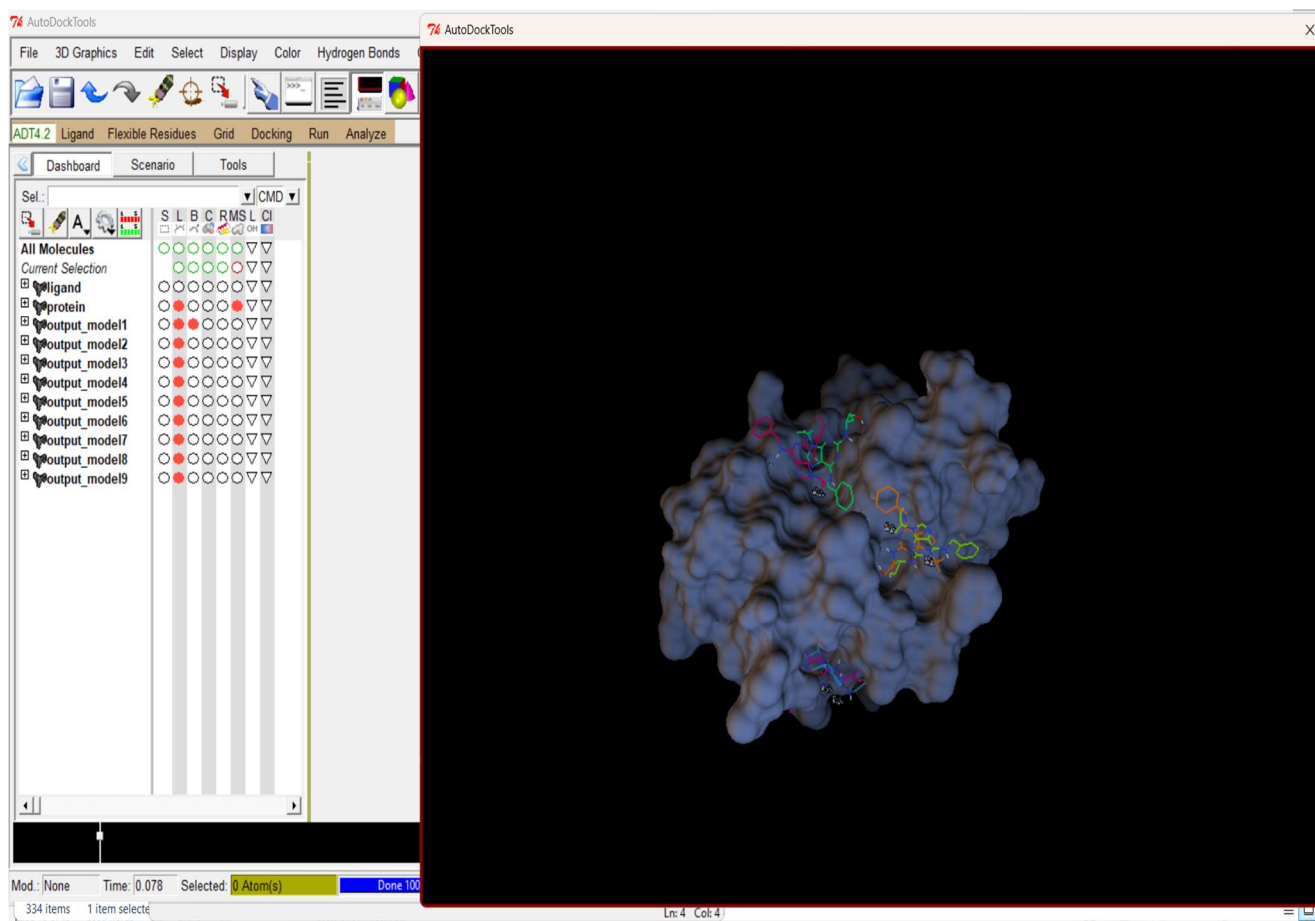 AutoDockTools
AutoDockTools
File 3D Graphics Edit Select Display Color Hydrogen Bonds
ADT4.2 Ligand Flexible Residues Grid Docking Run Analyze
Dashboard Scenario Tools
Sel.: CMD
S L B C R MS L Cl
All Molecules
Current Selection
ligand
protein
output_model1
output_model2
output_model3
output_model4
output_model5
output_model6
output_model7
output_model8
output_model9
Mod.: None Time: 0.078 Selected: 0 Atom(s) Done 100
334 items 1 item selecte
Ln: 4 Col: 4